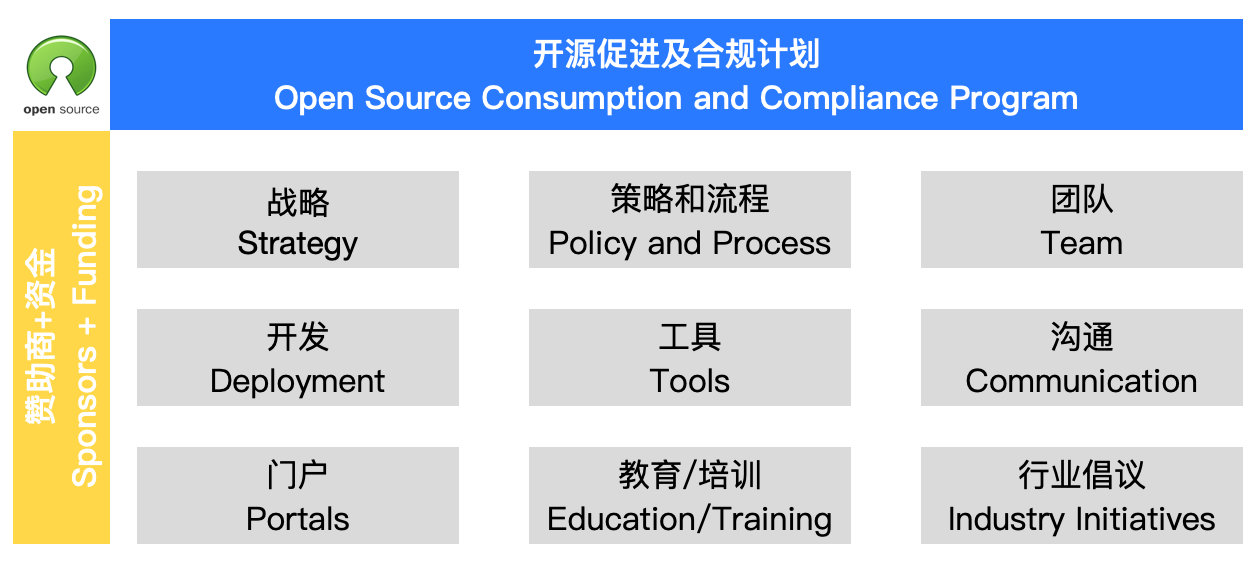 open source
开源促进及合规计划
Open Source Consumption and Compliance Program
赞助商+资金
Sponsors + Funding
战略
Strategy
策略和流程
Policy and Process
团队
Team
开发
Deployment
工具
Tools
沟通
Communication
门户
Portals
教育/培训
Education/Training
行业倡议
Industry Initiatives